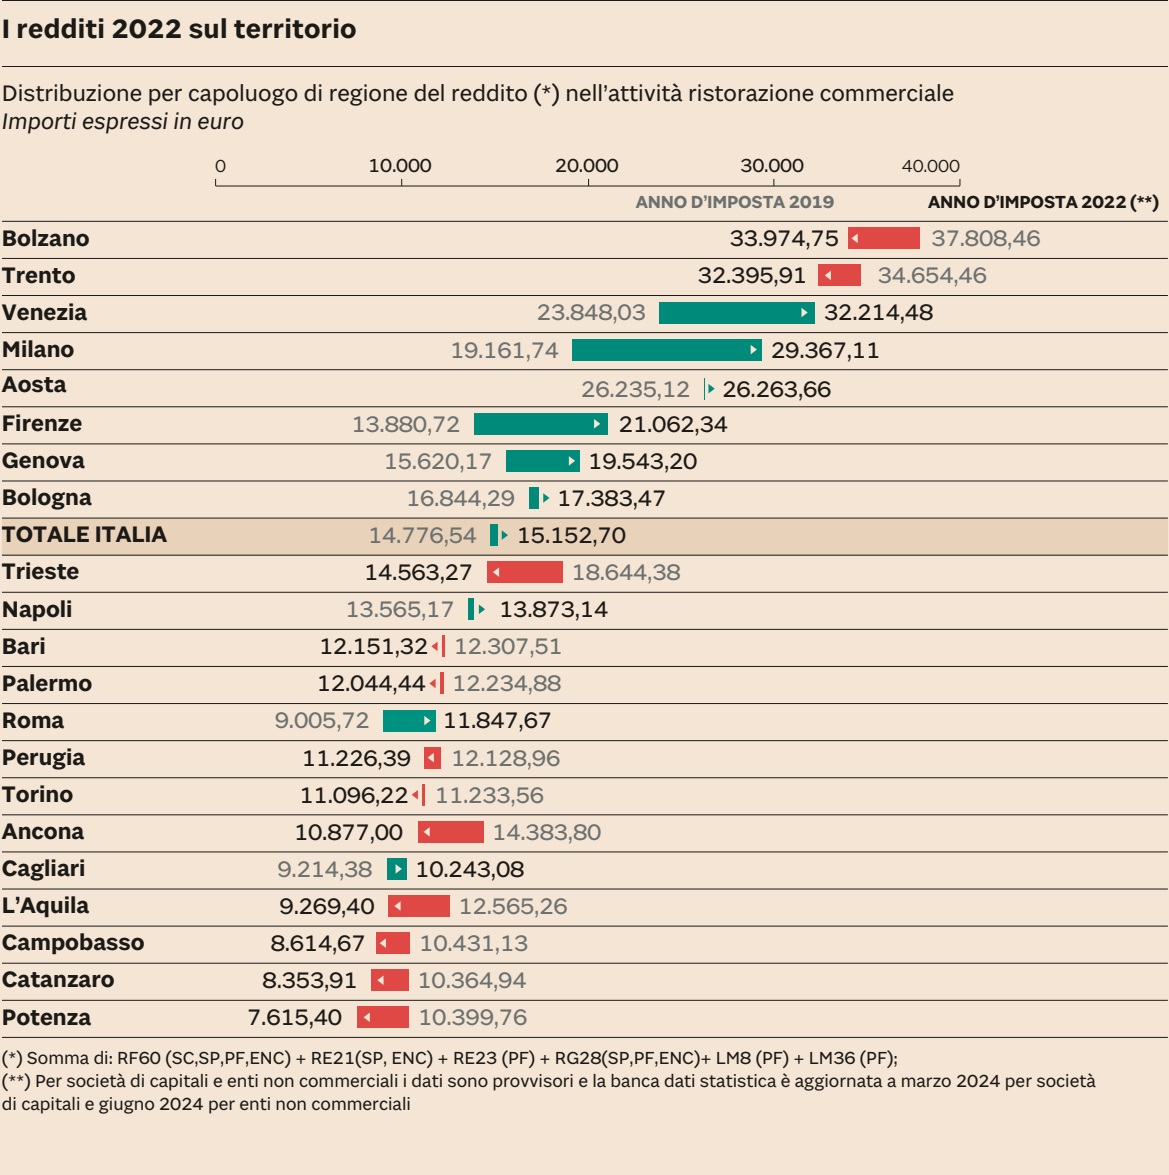 I redditi 2022 sul territorio
Distribuzione per capoluogo di regione del reddito (*) nell'attività ristorazione commerciale
Importi espressi in euro
0 10.000 20.000 30.000 40.000
ANNO D'IMPOSTA 2019 ANNO D'IMPOSTA 2022 (**)
Bolzano 33.974,75 37.808,46
Trento 32.395,91 34.654,46
Venezia 23.848,03 32.214,48
Milano 19.161,74 29.367,11
Aosta 26.235,12 26.263,66
Firenze 13.880,72 21.062,34
Genova 15.620,17 19.543,20
Bologna 16.844,29 17.383,47
TOTALE ITALIA 14.776,54 15.152,70
Trieste 14.563,27 18.644,38
Napoli 13.565,17 13.873,14
Bari 12.151,32 12.307,51
Palermo 12.044,44 12.234,88
Roma 9.005,72 11.847,67
Perugia 11.226,39 12.128,96
Torino 11.096,22 11.233,56
Ancona 10.877,00 14.383,80
Cagliari 9.214,38 10.243,08
L'Aquila 9.269,40 12.565,26
Campobasso 8.614,67 10.431,13
Catanzaro 8.353,91 10.364,94
Potenza 7.615,40 10.399,76
(*) Somma di: RF60 (SC,SP,PF,ENC) + RE21(SP, ENC) + RE23 (PF) + RG28(SP,PF,ENC)+ LM8 (PF) + LM36 (PF);
(**) Per società di capitali e enti non commerciali i dati sono provvisori e la banca dati statistica è aggiornata a marzo 2024 per società
di capitali e giugno 2024 per enti non commerciali